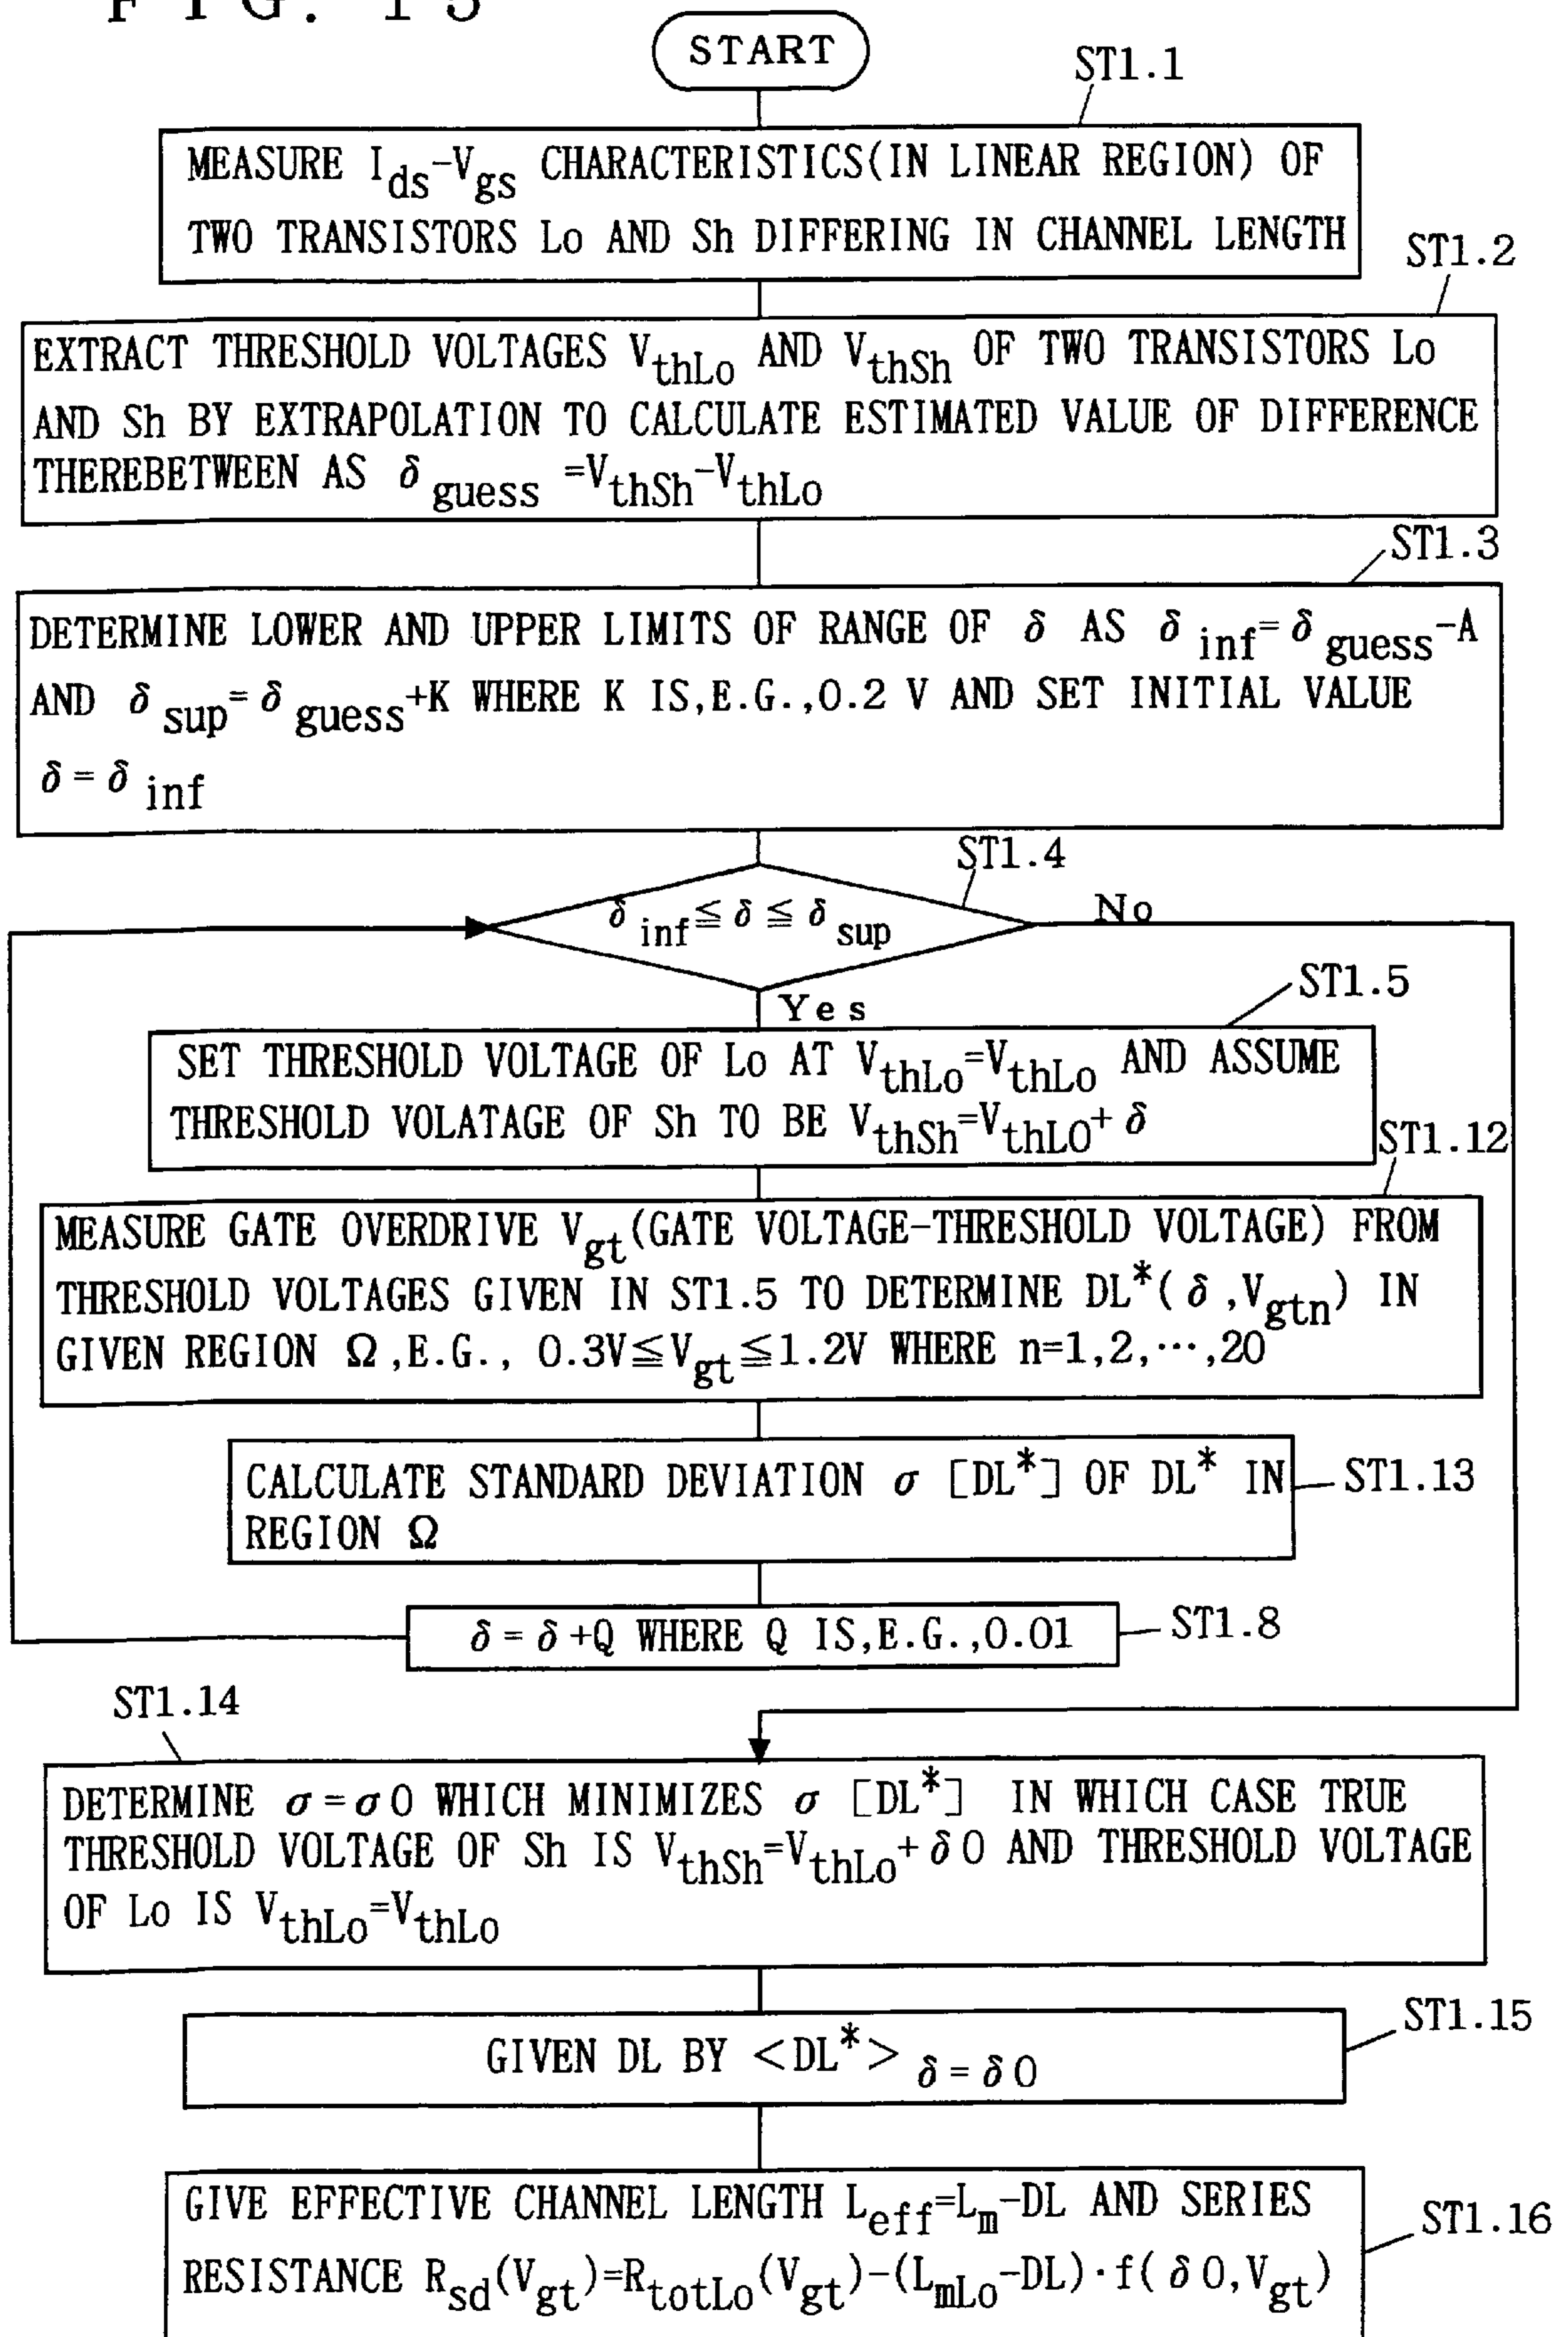 FIG. 15
START
ST1.1
MEASURE Ids-Vgs CHARACTERISTICS(IN LINEAR REGION) OF
TWO TRANSISTORS Lo AND Sh DIFFERING IN CHANNEL LENGTH
ST1.2
EXTRACT THRESHOLD VOLTAGES VthLo AND VthSh OF TWO TRANSISTORS Lo
AND Sh BY EXTRAPOLATION TO CALCULATE ESTIMATED VALUE OF DIFFERENCE
THEREBETWEEN AS δ guess =VthSh-VthLo
ST1.3
DETERMINE LOWER AND UPPER LIMITS OF RANGE OF δ AS δ inf=δ guess-A
AND δ sup=δ guess+K WHERE K IS,E.G.,0.2 V AND SET INITIAL VALUE
δ=δ inf
ST1.4
δ inf≦δ≦δ sup
No
Yes
ST1.5
SET THRESHOLD VOLTAGE OF Lo AT VthLo=VthLo AND ASSUME
THRESHOLD VOLATAGE OF Sh TO BE VthSh=VthLO+δ
ST1.12
MEASURE GATE OVERDRIVE Vgt(GATE VOLTAGE-THRESHOLD VOLTAGE) FROM
THRESHOLD VOLTAGES GIVEN IN ST1.5 TO DETERMINE DL*(δ,Vgtn) IN
GIVEN REGION Ω,E.G., 0.3V≦Vgt≦1.2V WHERE n=1,2,…,20
CALCULATE STANDARD DEVIATION σ [DL*] OF DL* IN
REGION Ω
ST1.13
δ=δ+Q WHERE Q IS,E.G.,0.01
ST1.8
ST1.14
DETERMINE σ=σ0 WHICH MINIMIZES σ [DL*] IN WHICH CASE TRUE
THRESHOLD VOLTAGE OF Sh IS VthSh=VthLo+δ0 AND THRESHOLD VOLTAGE
OF Lo IS VthLo=VthLo
ST1.15
GIVEN DL BY <DL*> δ=δ0
GIVE EFFECTIVE CHANNEL LENGTH Leff=Lm-DL AND SERIES
RESISTANCE Rsd(Vgt)=RtotLo(Vgt)-(LmLo-DL)·f(δ0,Vgt)
ST1.16